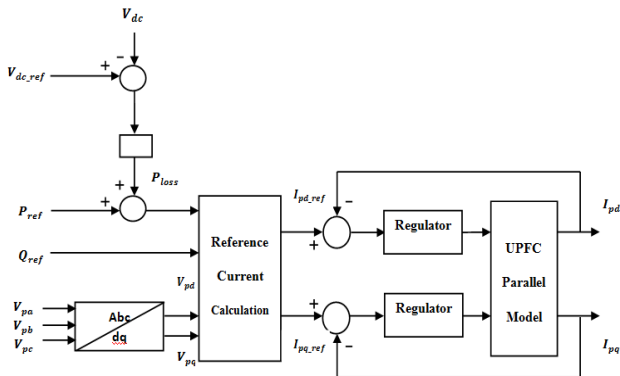 V_dc
−
V_dc_ref
+
P_loss
+
P_ref
+
Q_ref
V_pa
V_pb
V_pc
Abc
dq
V_pd
V_pq
Reference
Current
Calculation
I_pd_ref
−
+
Regulator
I_pq_ref
+
−
Regulator
UPFC
Parallel
Model
I_pd
I_pq